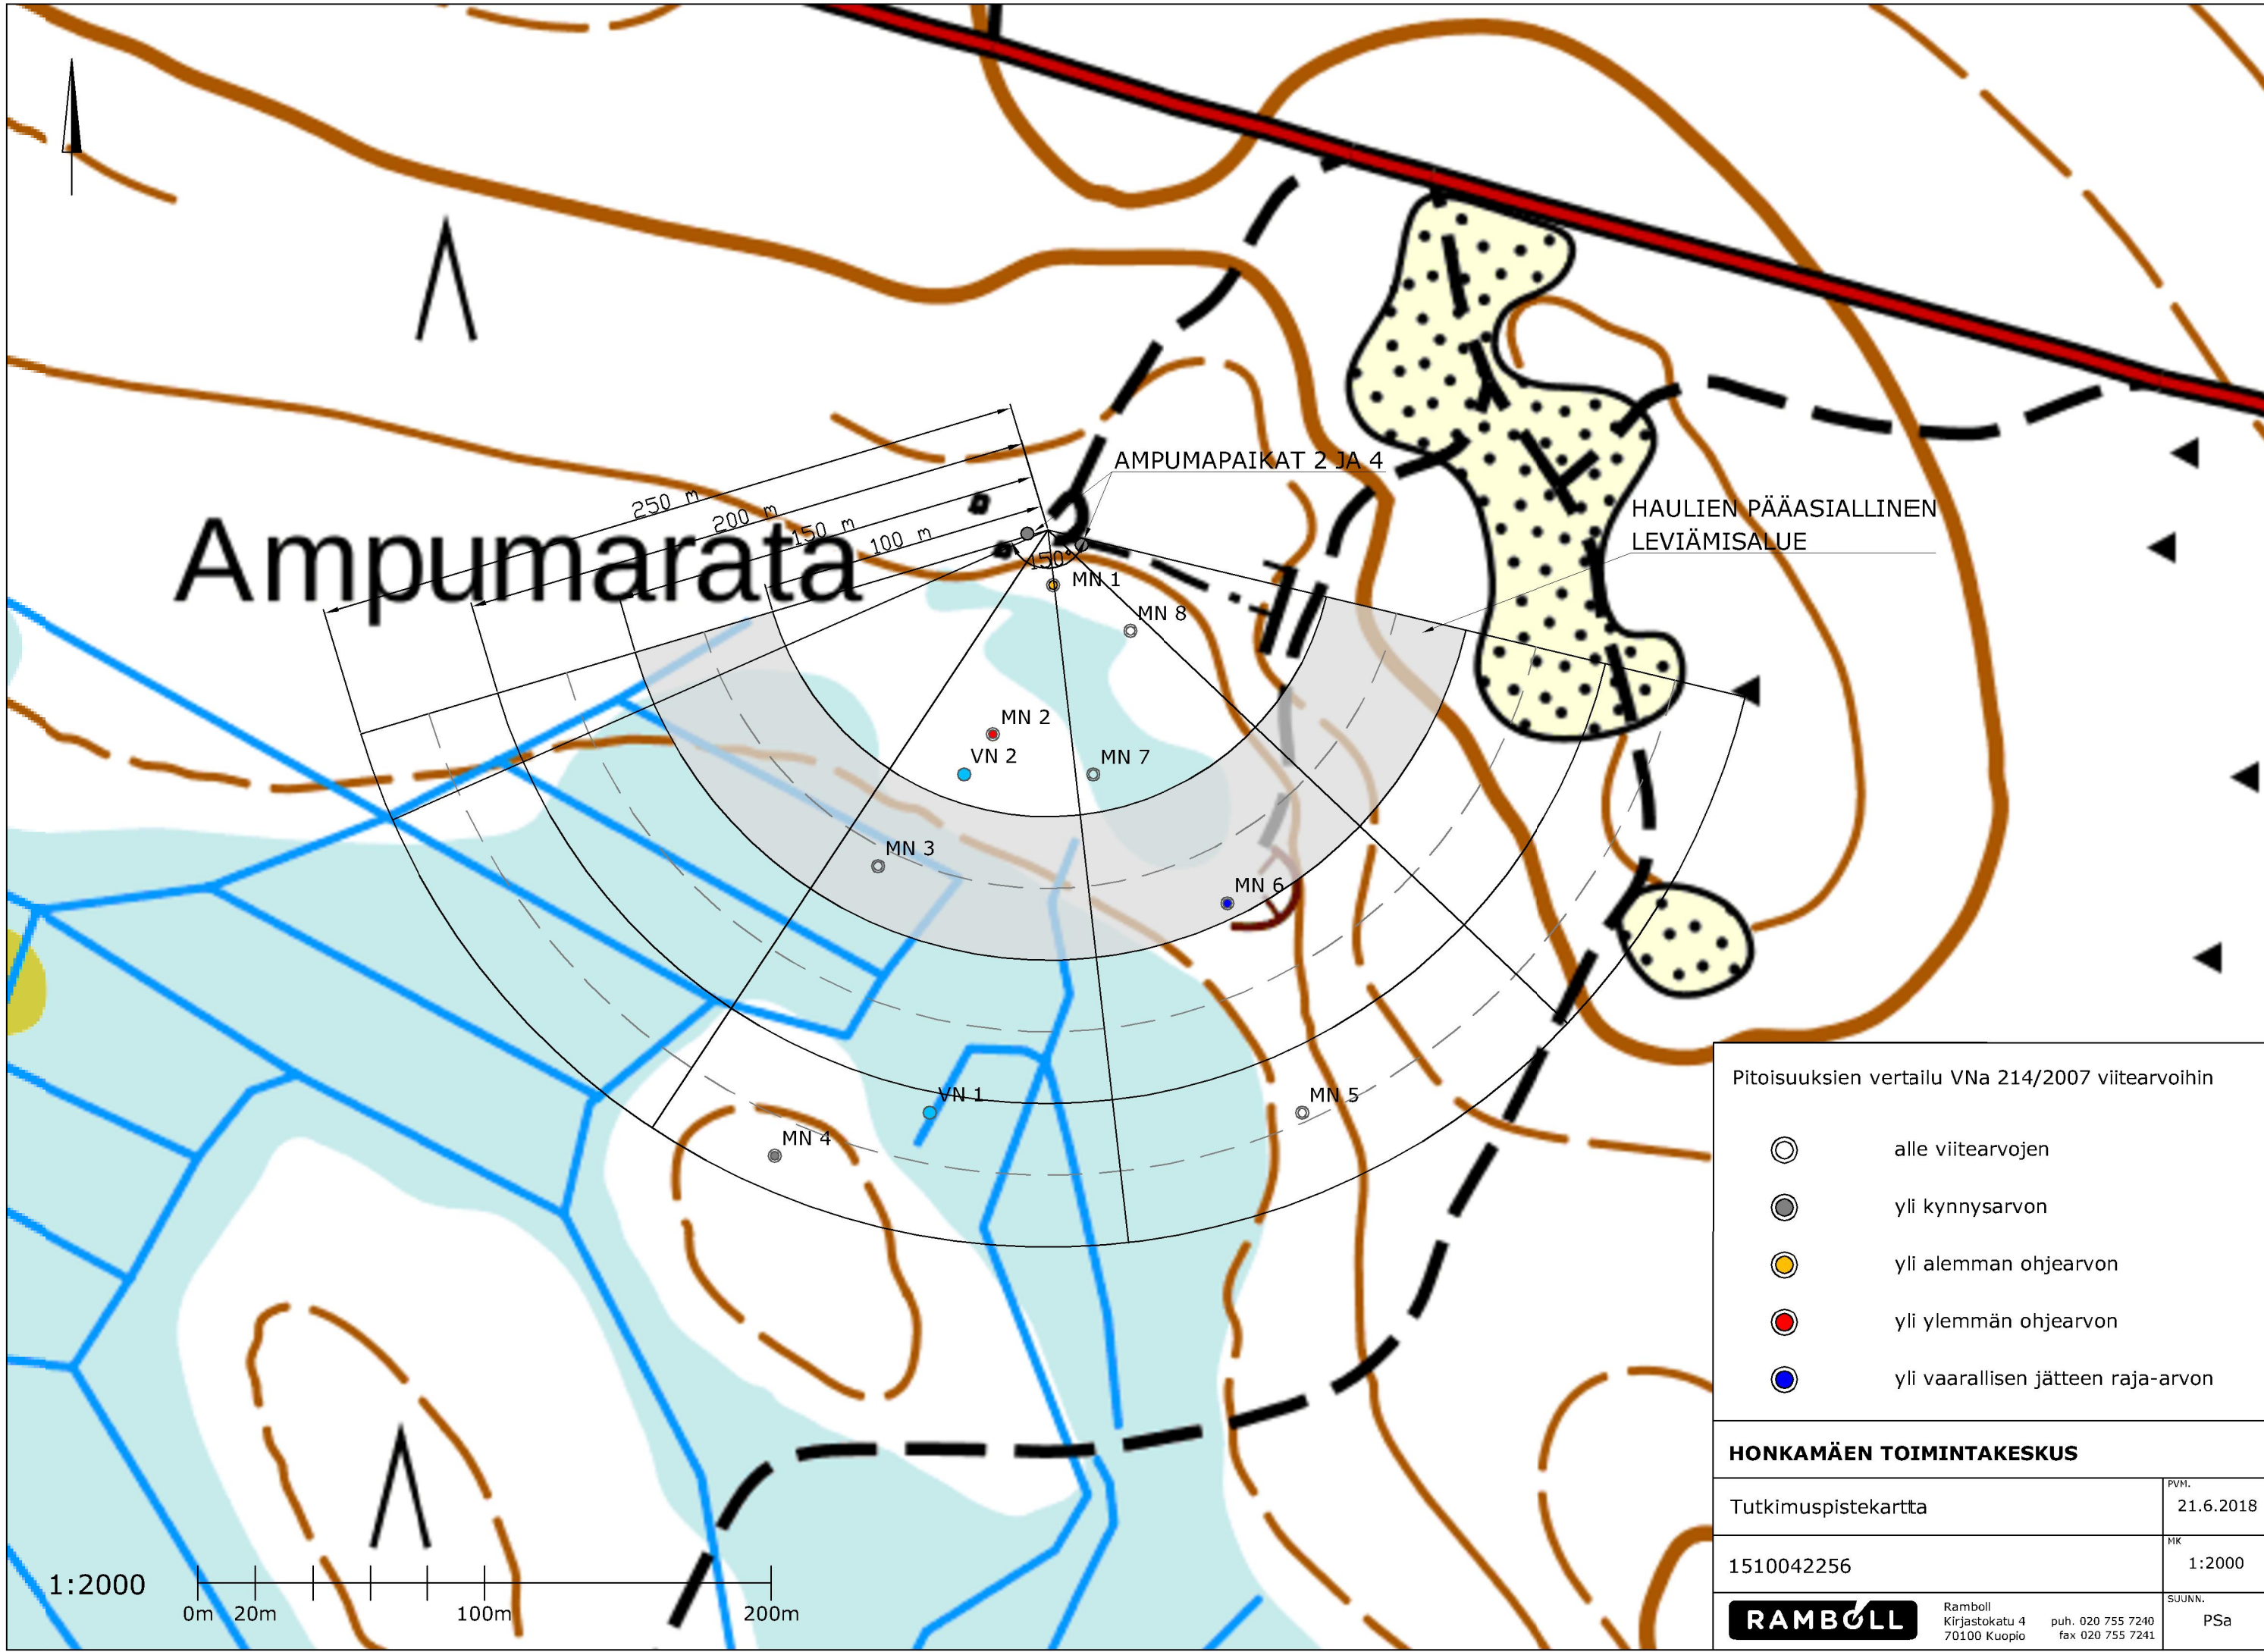 AMPUMAPAIKAT 2 JA 4
250 m
200 m
150 m
100 m
Ampumarata
150°
HAULIEN PÄÄASIALLINEN
LEVIÄMISALUE
MN 1
MN 8
MN 2
VN 2
MN 7
MN 3
MN 6
VN 1
MN 5
MN 4
Pitoisuuksien vertailu VNa 214/2007 viitearvoihin
alle viitearvojen
yli kynnysarvon
yli alemman ohjearvon
yli ylemmän ohjearvon
yli vaarallisen jätteen raja-arvon
HONKAMÄEN TOIMINTAKESKUS
Tutkimuspistekartta
PVM.
21.6.2018
1510042256
MK
1:2000
RAMBOLL
Ramboll
Kirjastokatu 4
70100 Kuopio
puh. 020 755 7240
fax 020 755 7241
SUUNN.
PSa
1:2000
0m 20m 100m 200m